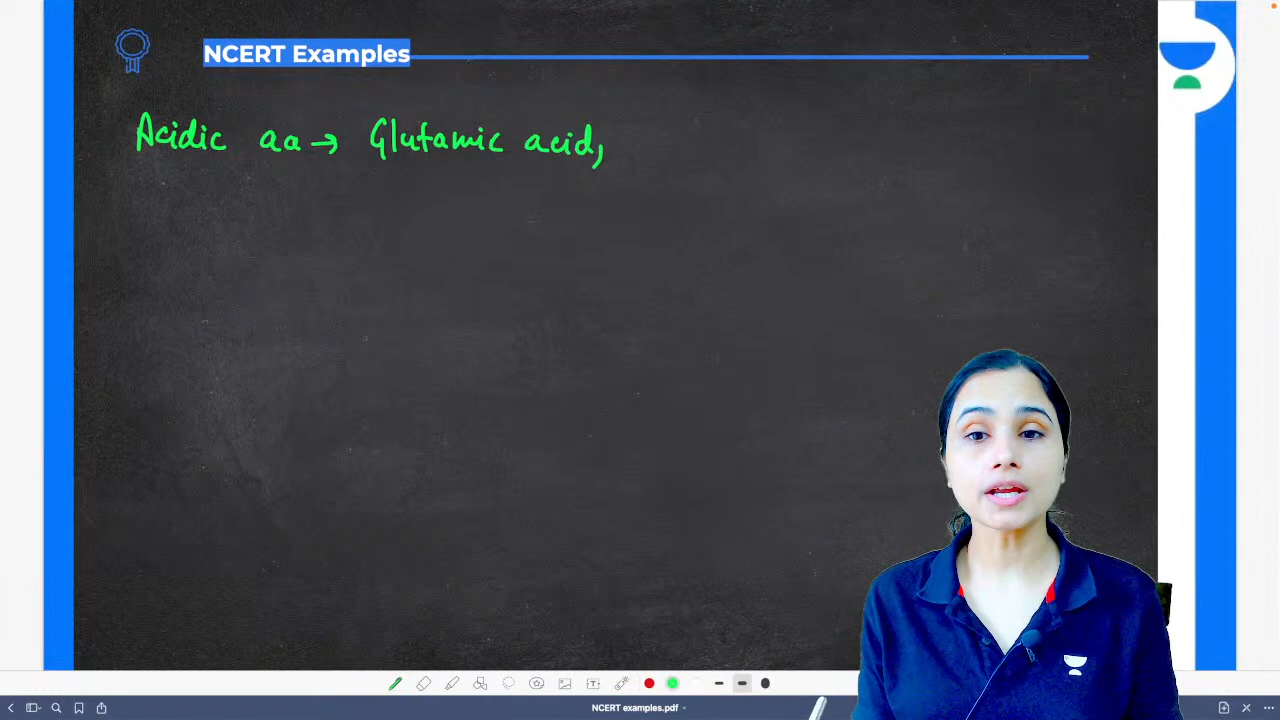 NCERT Examples
Acidic aa → Glutamic acid,
NCERT examples.pdf